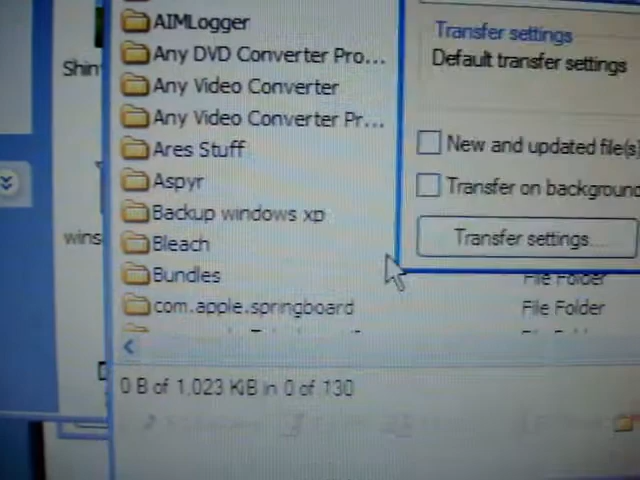 AIMLogger
Any DVD Converter Pro...
Any Video Converter
Any Video Converter Pr...
Ares Stuff
Aspyr
Backup windows xp
Bleach
Bundles
com.apple.springboard
File Folder
File Folder
0 B of 1,023 KiB in 0 of 130
Transfer settings
Default transfer settings
New and updated file(s)
Transfer on background
Transfer settings...
Shin
wins